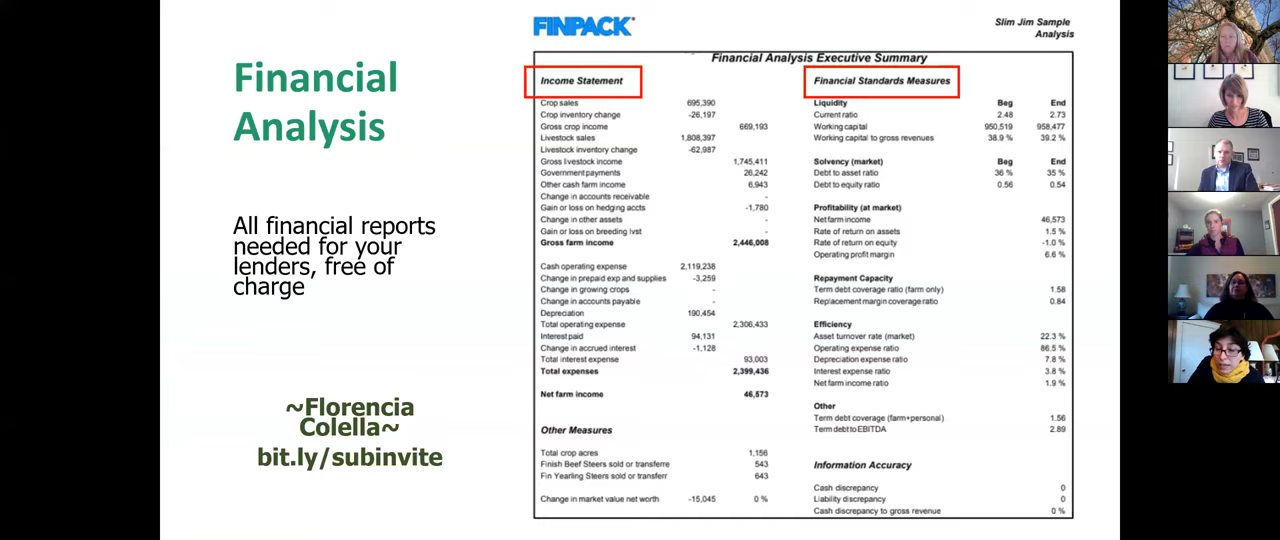 Financial
Analysis
All financial reports
needed for your
lenders, free of
charge
~Florencia
Colella~
bit.ly/subinvite
FINPACK
Slim Jim Sample
Analysis
Financial Analysis Executive Summary
Income Statement
Crop sales 695,390
Crop inventory change -26,197
Gross crop income 669,193
Livestock sales 1,808,397
Livestock inventory change -62,987
Gross livestock income 1,745,411
Government payments 26,242
Other cash farm income 6,943
Change in accounts receivable -
Gain or loss on hedging accts -1,780
Change in other assets -
Gain or loss on breeding lvst -
Gross farm income 2,446,008
Cash operating expense 2,119,238
Change in prepaid exp and supplies -3,259
Change in growing crops -
Change in accounts payable -
Depreciation 190,454
Total operating expense 2,306,433
Interest paid 94,131
Change in accrued interest -1,128
Total interest expense 93,003
Total expenses 2,399,436
Net farm income 46,573
Other Measures
Total crop acres 1,156
Finish Beef Steers sold or transferre 543
Fin Yearling Steers sold or transferr 643
Change in market value net worth -15,045 0 %
Financial Standards Measures
Liquidity Beg End
Current ratio 2.48 2.73
Working capital 950,519 958,477
Working capital to gross revenues 38.9 % 39.2 %
Solvency (market) Beg End
Debt to asset ratio 36 % 35 %
Debt to equity ratio 0.56 0.54
Profitability (at market)
Net farm income 46,573
Rate of return on assets 1.5 %
Rate of return on equity -1.0 %
Operating profit margin 6.6 %
Repayment Capacity
Term debt coverage ratio (farm only) 1.58
Replacement margin coverage ratio 0.84
Efficiency
Asset turnover rate (market) 22.3 %
Operating expense ratio 86.5 %
Depreciation expense ratio 7.8 %
Interest expense ratio 3.8 %
Net farm income ratio 1.9 %
Other
Term debt coverage (farm+personal) 1.56
Term debt to EBITDA 2.89
Information Accuracy
Cash discrepancy 0
Liability discrepancy 0
Cash discrepancy to gross revenue 0 %